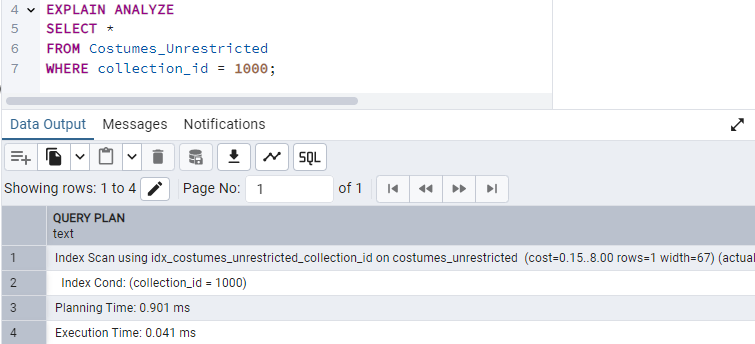 4 EXPLAIN ANALYZE
5 SELECT *
6 FROM Costumes_Unrestricted
7 WHERE collection_id = 1000;
Data Output Messages Notifications
SQL
Showing rows: 1 to 4 Page No: 1 of 1
QUERY PLAN
text
1 Index Scan using idx_costumes_unrestricted_collection_id on costumes_unrestricted (cost=0.15..8.00 rows=1 width=67) (actual
2 Index Cond: (collection_id = 1000)
3 Planning Time: 0.901 ms
4 Execution Time: 0.041 ms